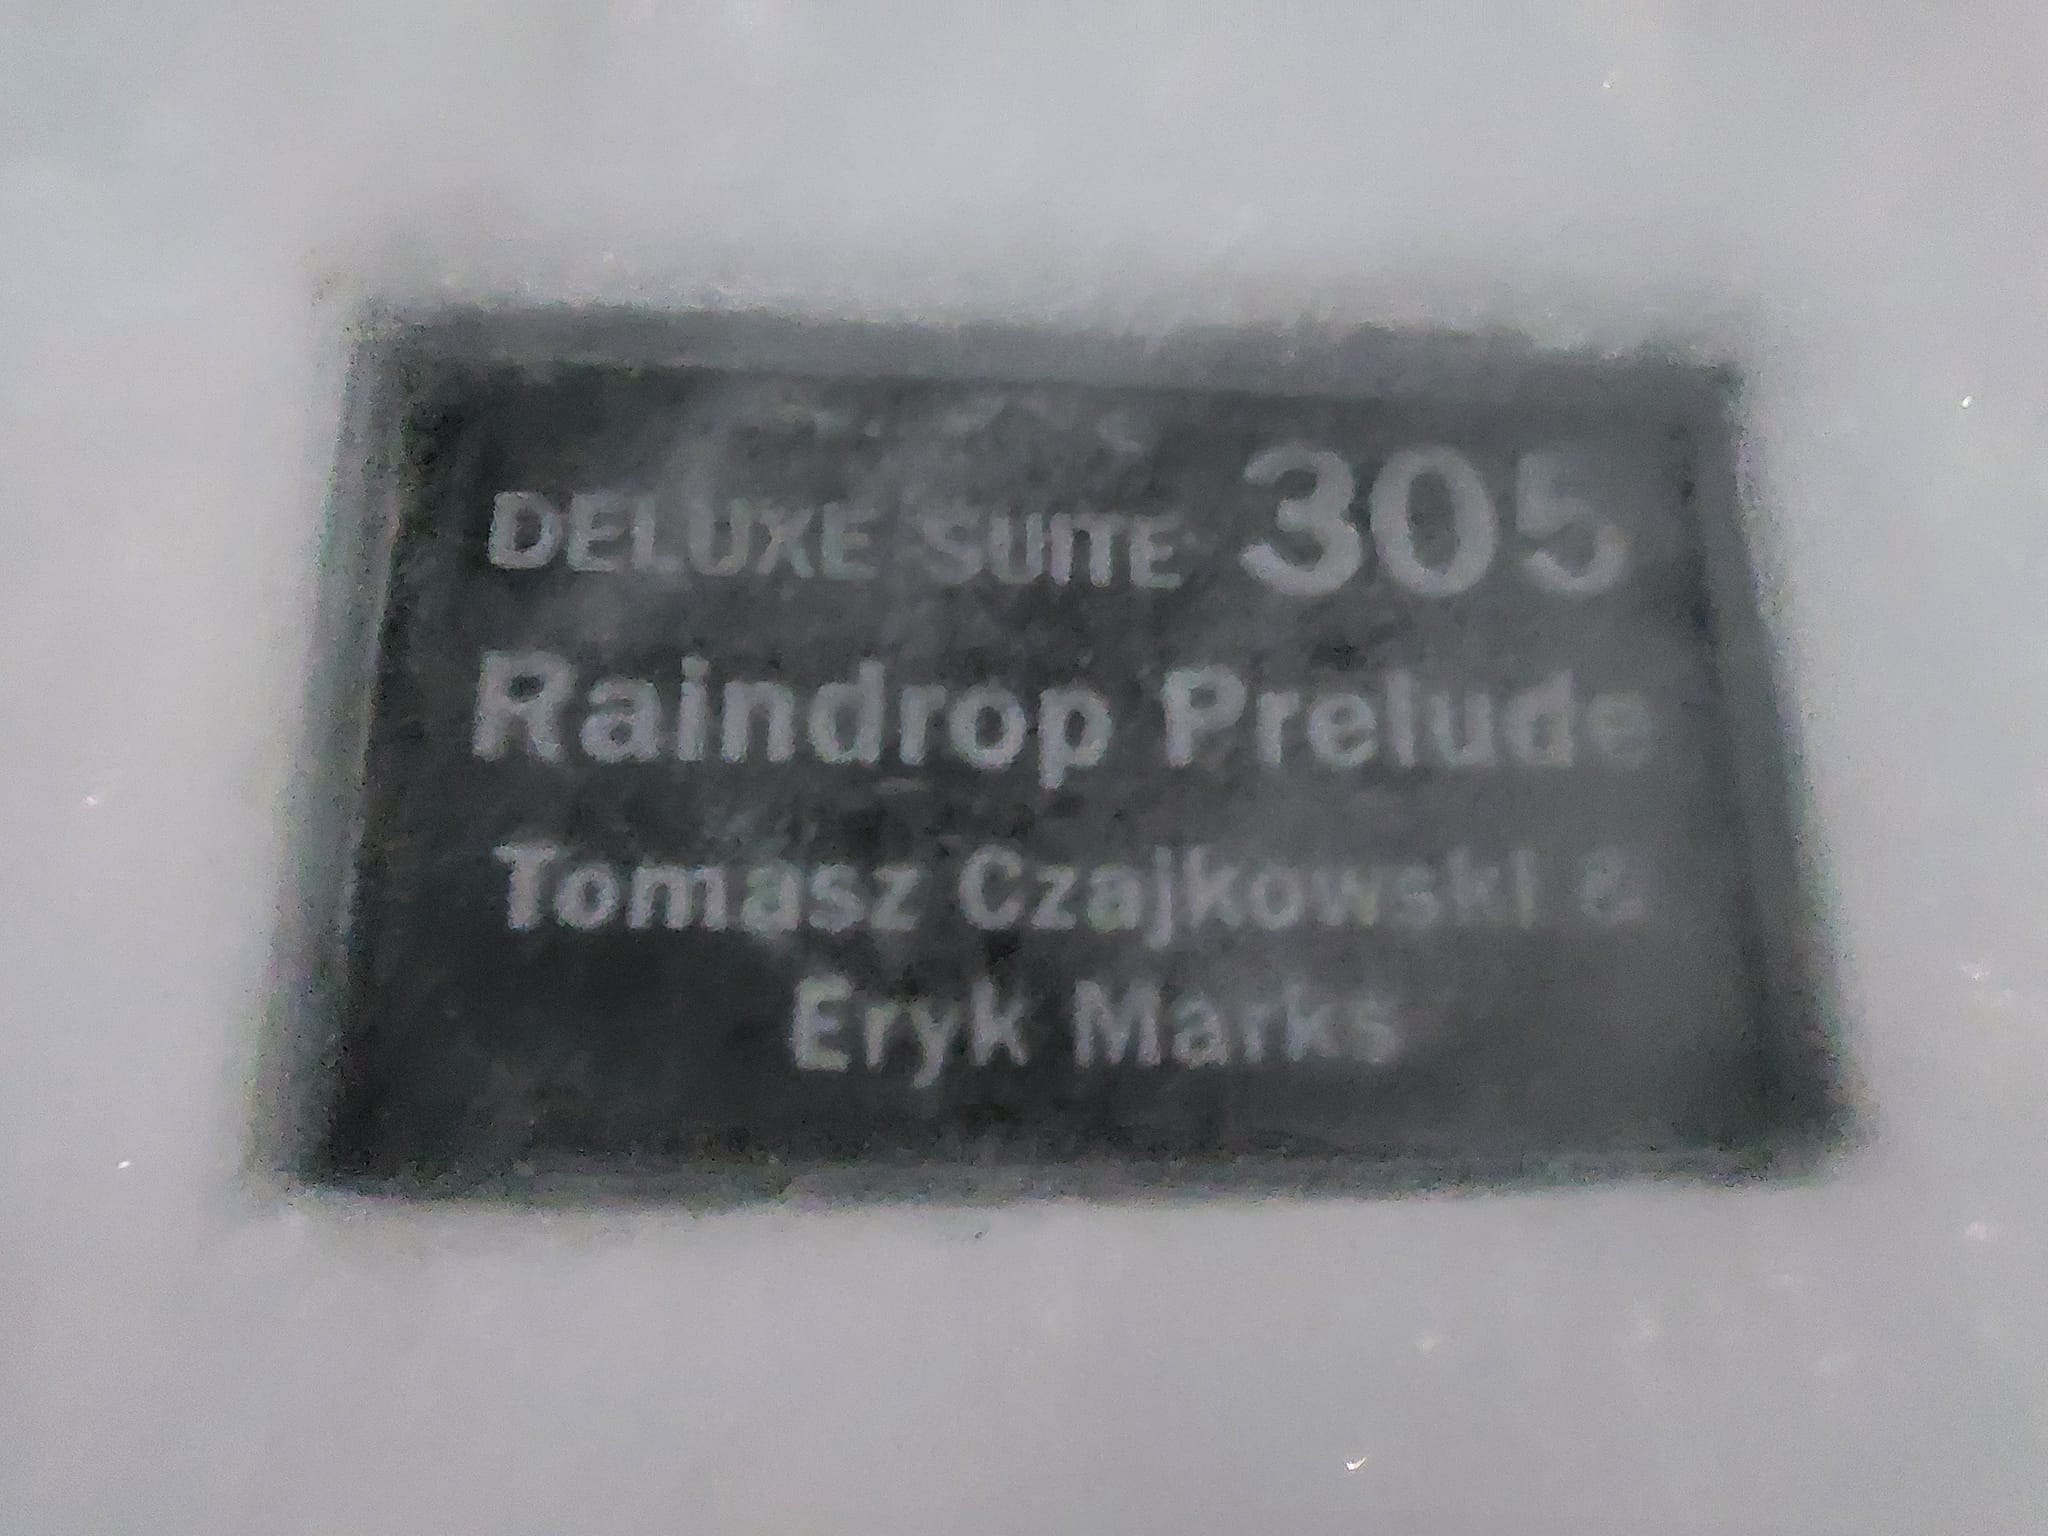 DELUXE SUITE 305
Raindrop Prelude
Tomasz Czajkowski &
Eryk Marks